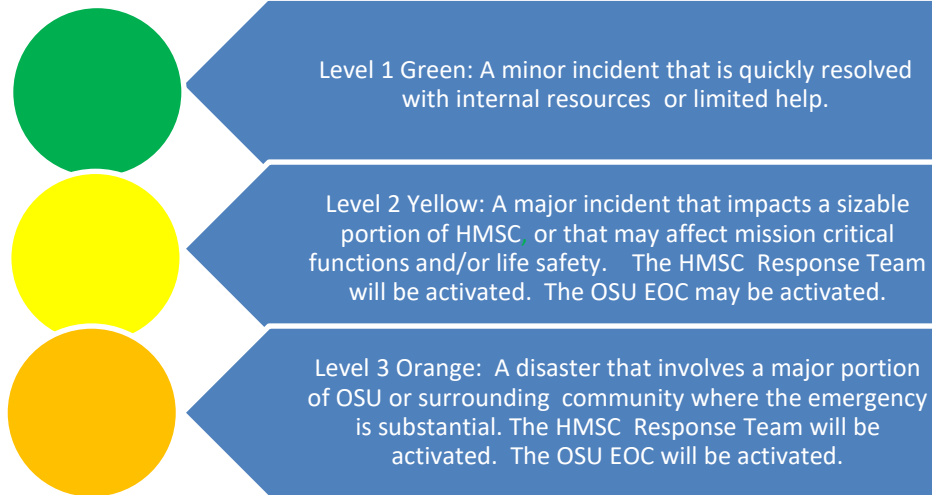 Level 1 Green: A minor incident that is quickly resolved
with internal resources or limited help.
Level 2 Yellow: A major incident that impacts a sizable
portion of HMSC, or that may affect mission critical
functions and/or life safety. The HMSC Response Team
will be activated. The OSU EOC may be activated.
Level 3 Orange: A disaster that involves a major portion
of OSU or surrounding community where the emergency
is substantial. The HMSC Response Team will be
activated. The OSU EOC will be activated.